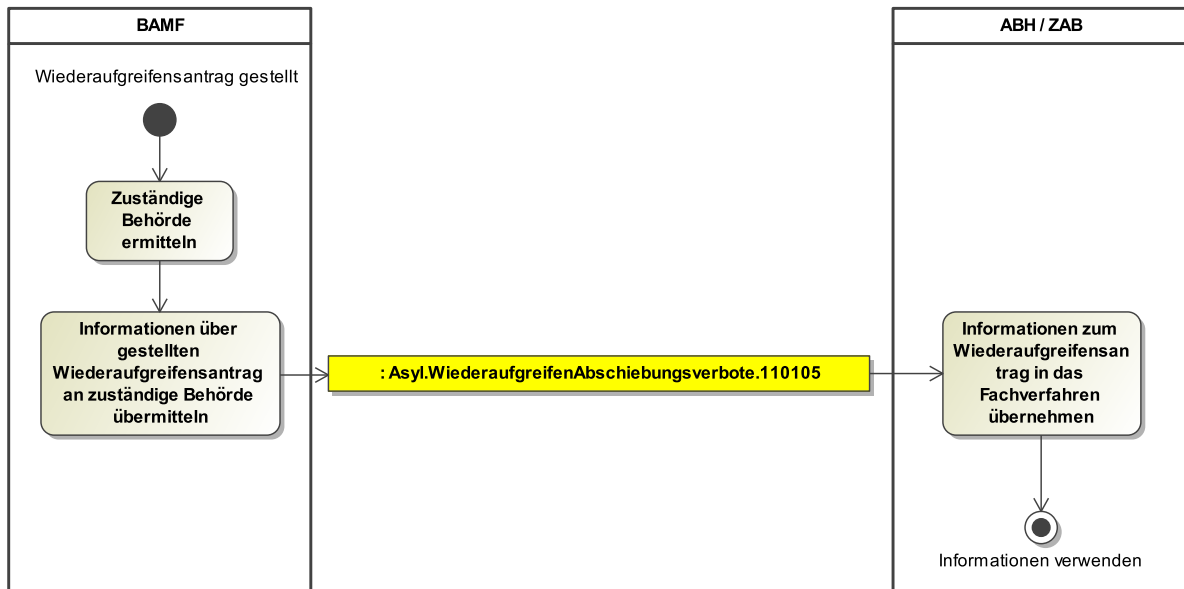 BAMF
Wiederaufgreifensantrag gestellt
Zuständige
Behörde
ermitteln
Informationen über
gestellten
Wiederaufgreifensantrag
an zuständige Behörde
übermitteln
: Asyl.WiederaufgreifenAbschiebungsverbote.110105
ABH / ZAB
Informationen zum
Wiederaufgreifensan
trag in das
Fachverfahren
übernehmen
Informationen verwenden